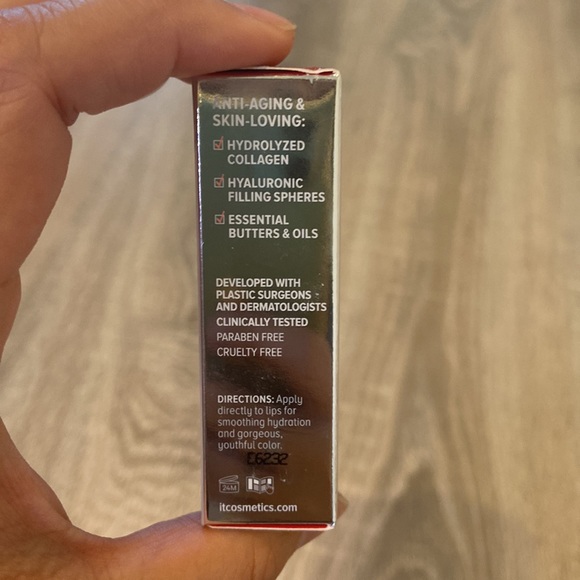 ANTI-AGING &
SKIN-LOVING:
HYDROLYZED
COLLAGEN
HYALURONIC
FILLING SPHERES
ESSENTIAL
BUTTERS & OILS
DEVELOPED WITH
PLASTIC SURGEONS
AND DERMATOLOGISTS
CLINICALLY TESTED
PARABEN FREE
CRUELTY FREE
DIRECTIONS: Apply
directly to lips for
smoothing hydration
and gorgeous,
youthful color.
24M
itcosmetics.com